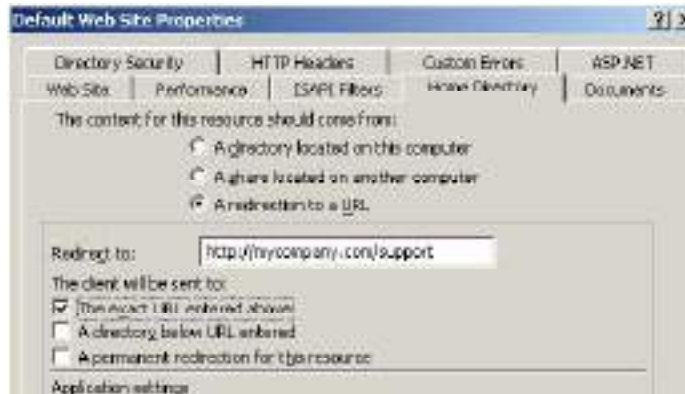 Default Web Site Properties
Directory Security HTTP Headers Custom Errors ASP.NET
Web Site Performance ISAPI Filters Home Directory Documents
The content for this resource should come from:
A directory located on this computer
A share located on another computer
A redirection to a URL
Redirect to: http://mycompany.com/support
The client will be sent to:
The exact URL entered above
A directory below URL entered
A permanent redirection for this resource
Application settings